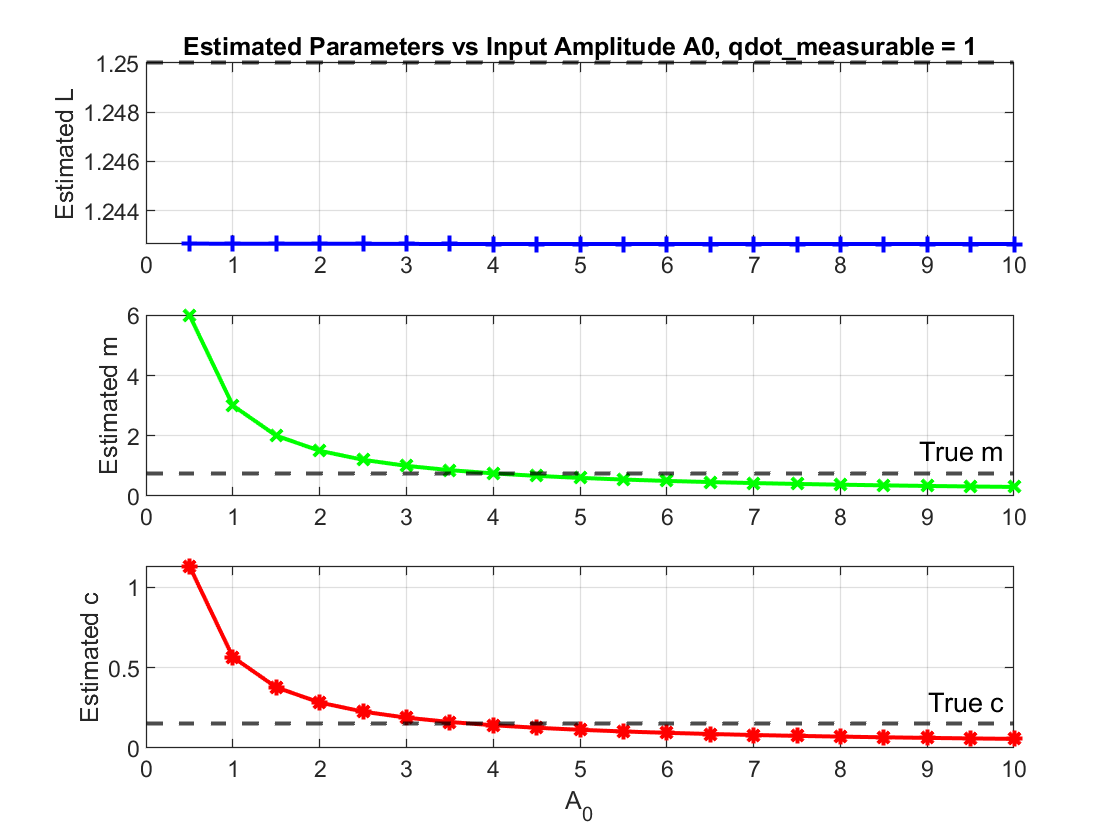 Estimated Parameters vs Input Amplitude A0, qdot_measurable = 1
Estimated L
1.25
1.248
1.246
1.244
0 1 2 3 4 5 6 7 8 9 10
Estimated m
6
4
2
0
True m
0 1 2 3 4 5 6 7 8 9 10
Estimated c
1
0.5
0
True c
0 1 2 3 4 5 6 7 8 9 10
A₀